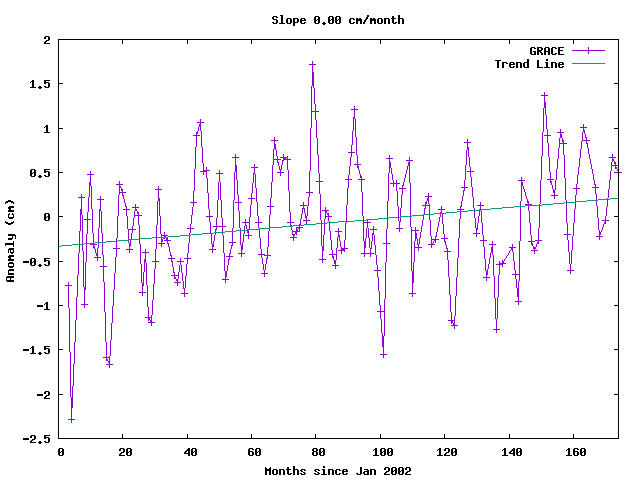 Slope 0.00 cm/month
GRACE
Trend Line
2
1.5
1
0.5
0
-0.5
-1
-1.5
-2
-2.5
Anomaly (cm)
0 20 40 60 80 100 120 140 160
Months since Jan 2002